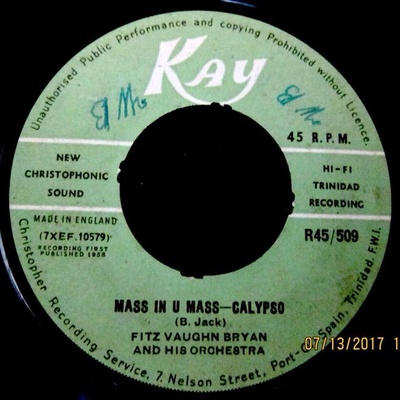 Unauthorised Public Performance and copying Prohibited without Licence.
Kay
45 R.P.M.
NEW
CHRISTOPHONIC
SOUND
HI-FI
TRINIDAD
RECORDING
MADE IN ENGLAND
(7XEF.10579)
RECORDING FIRST
PUBLISHED 1958
R45/509
MASS IN U MASS—CALYPSO
(B. Jack)
FITZ VAUGHN BRYAN
AND HIS ORCHESTRA
Christopher Recording Service, 7, Nelson Street, Port-of-Spain, Trinidad, F.W.I.
07/13/2017 1